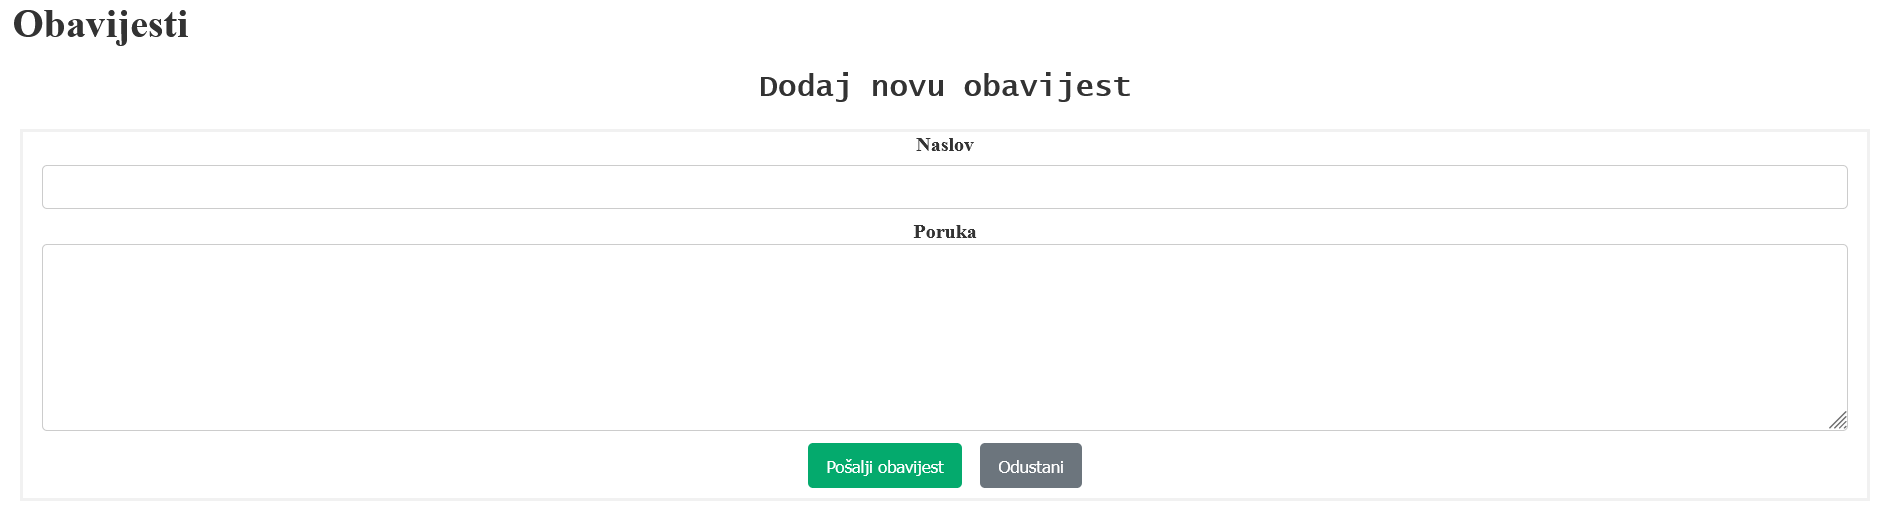 Obavijesti
Dodaj novu obavijest
Naslov
Poruka
Pošalji obavijest Odustani